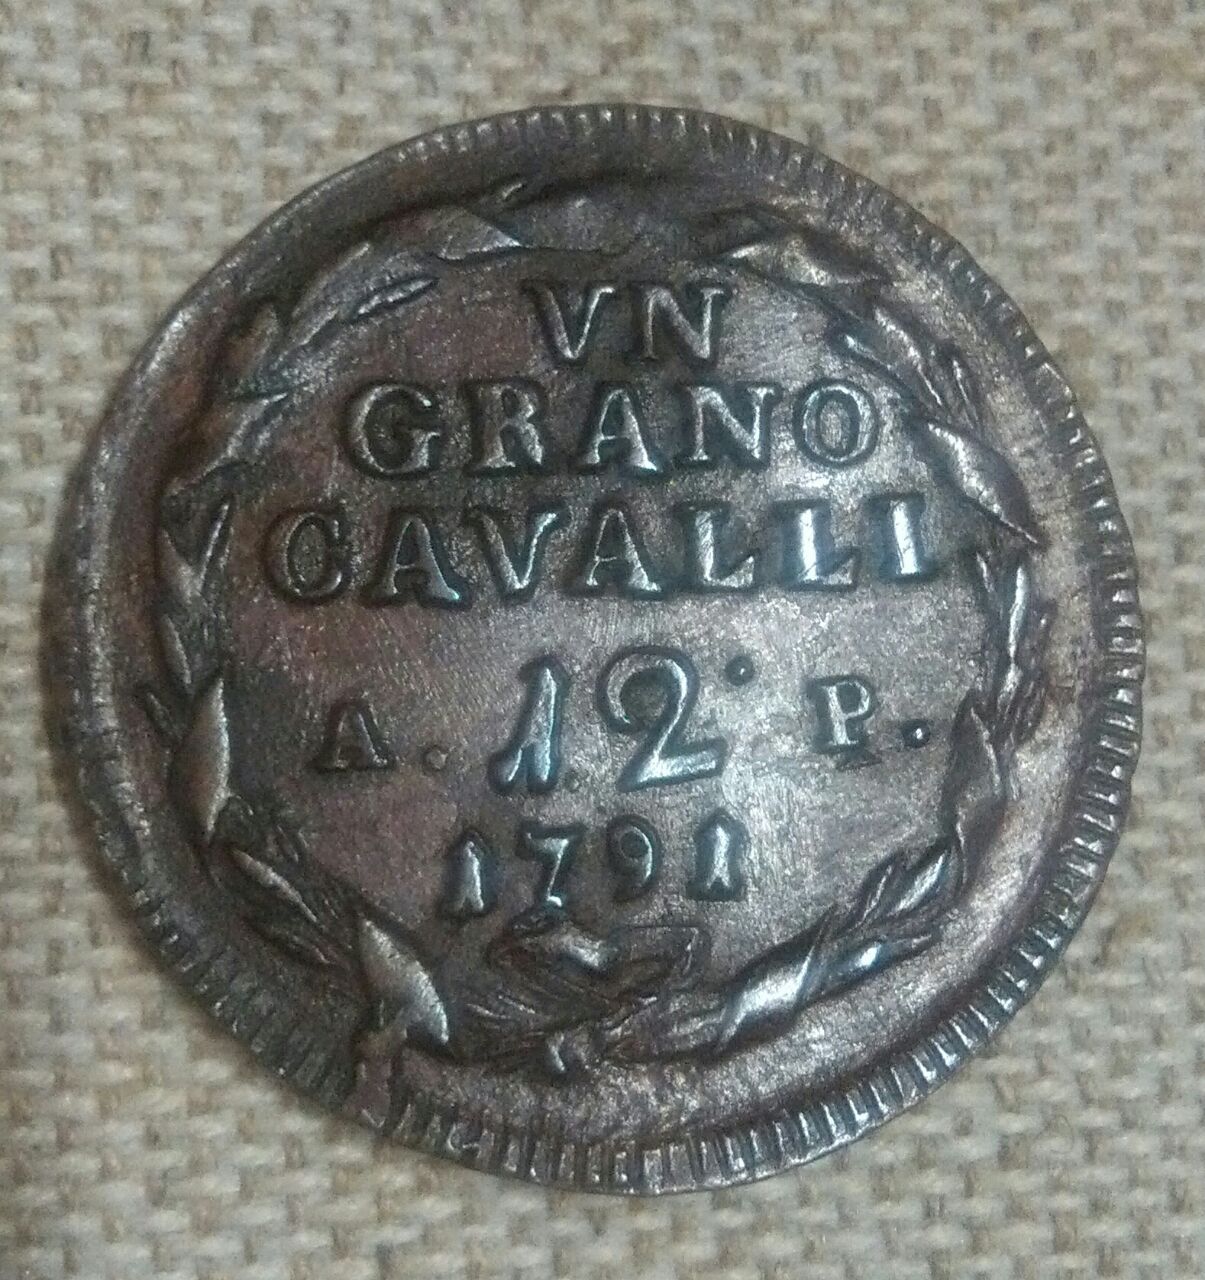 VN
GRANO
CAVALLI
A. 12· P.
1791